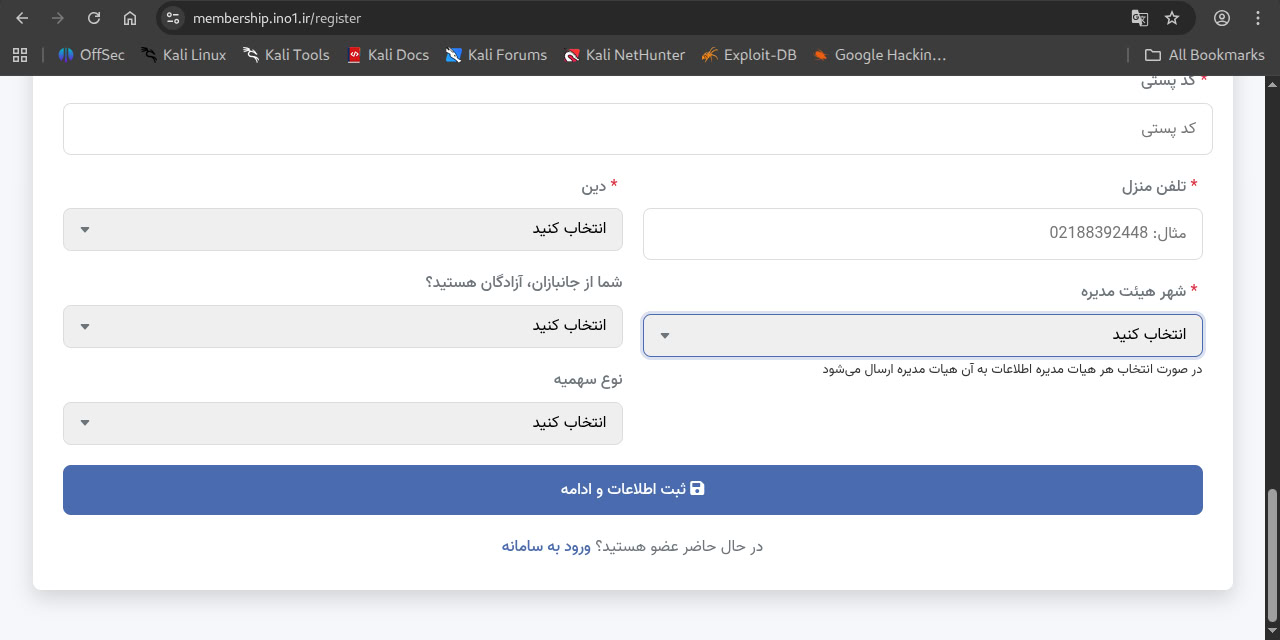 membership.ino1.ir/register
OffSec Kali Linux Kali Tools Kali Docs Kali Forums Kali NetHunter Exploit-DB Google Hackin… All Bookmarks
* کد پستی
کد پستی
* تلفن منزل
مثال: 02188392448
* دین
انتخاب کنید
* شهر هیئت مدیره
انتخاب کنید
در صورت انتخاب هر هیات مدیره اطلاعات به آن هیات مدیره ارسال می‌شود
شما از جانبازان، آزادگان هستید؟
انتخاب کنید
نوع سهمیه
انتخاب کنید
ثبت اطلاعات و ادامه
در حال حاضر عضو هستید؟ ورود به سامانه